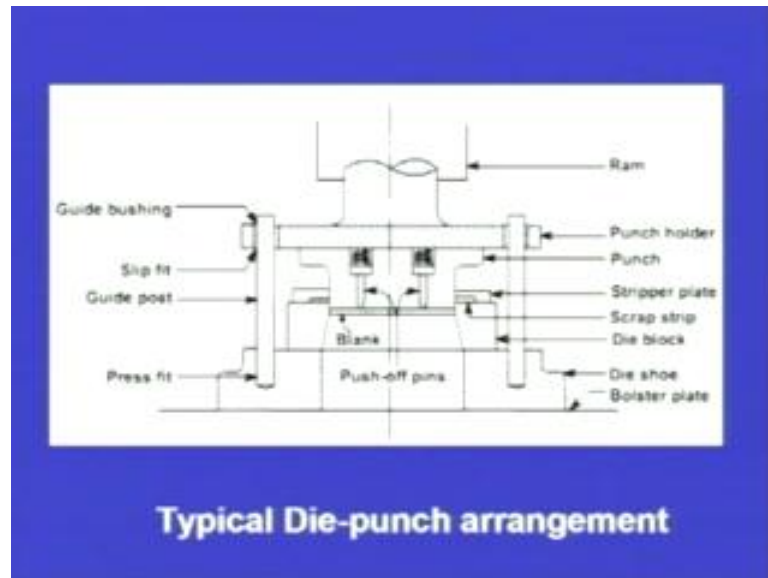 Ram
Guide bushing
Punch holder
Punch
Slip fit
Guide post
Stripper plate
Scrap strip
Blank
Die block
Press fit
Push-off pins
Die shoe
Bolster plate
Typical Die-punch arrangement